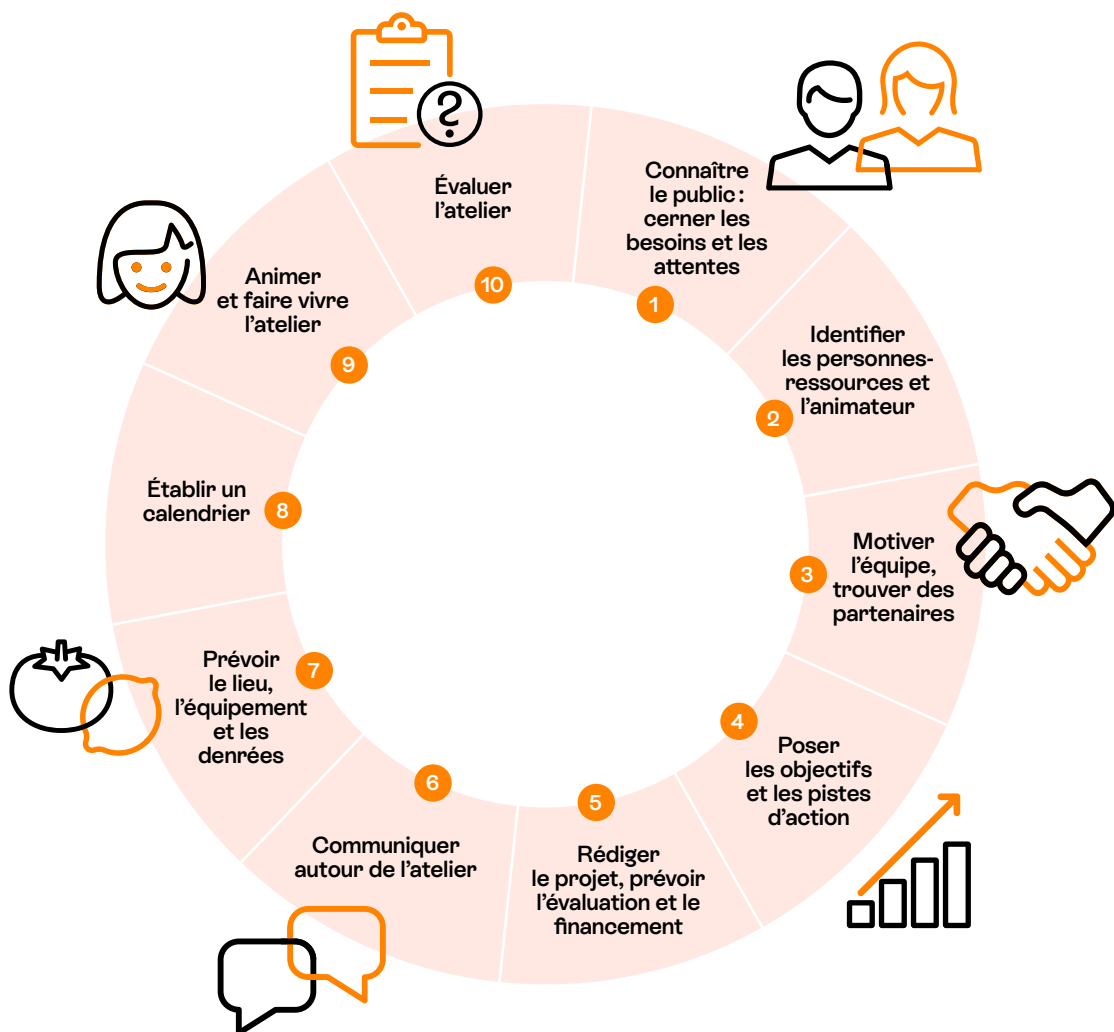 Connaître
le public :
cerner les
besoins et les
attentes
1
Identifier
les personnes-
ressources et
l’animateur
2
Motiver
l’équipe,
trouver des
partenaires
3
Poser
les objectifs
et les pistes
d’action
4
Rédiger
le projet, prévoir
l’évaluation et le
financement
5
Communiquer
autour de l’atelier
6
Prévoir
le lieu,
l’équipement
et les
denrées
7
Établir un
calendrier
8
Animer
et faire vivre
l’atelier
9
Évaluer
l’atelier
10
?